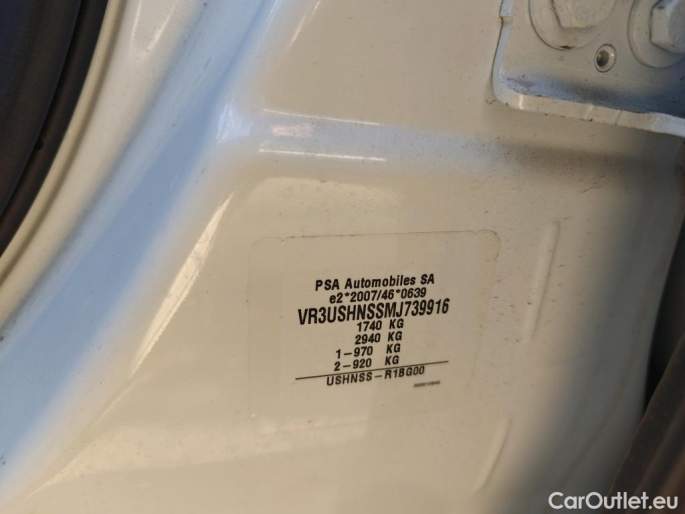 PSA Automobiles SA
e2*2007/46*0639
VR3USHNSSMJ739916
1740 KG
2940 KG
1-970 KG
2-920 KG
USHNSS-R1BG00
CarOutlet.eu